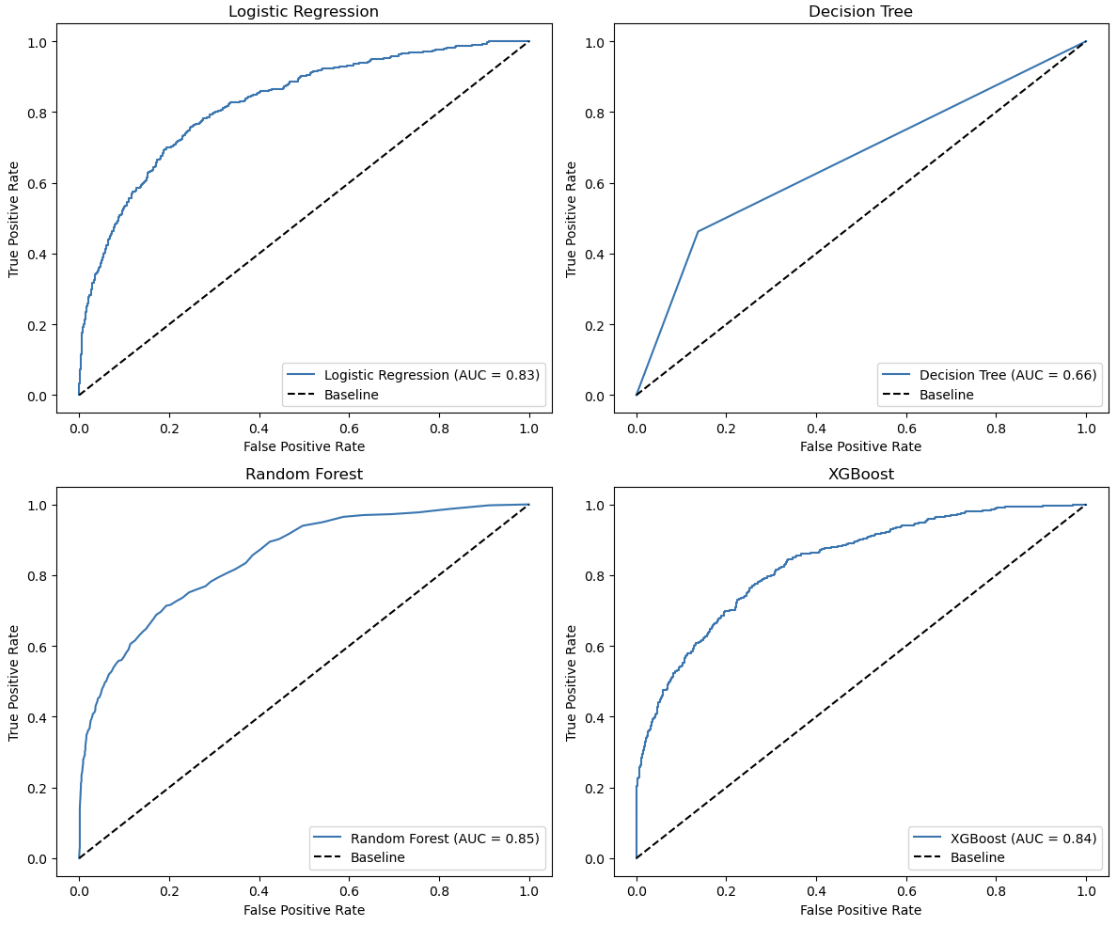 Logistic Regression
1.0
0.8
0.6
0.4
0.2
0.0
True Positive Rate
Logistic Regression (AUC = 0.83)
Baseline
0.0 0.2 0.4 0.6 0.8 1.0
False Positive Rate
Decision Tree
1.0
0.8
0.6
0.4
0.2
0.0
True Positive Rate
Decision Tree (AUC = 0.66)
Baseline
0.0 0.2 0.4 0.6 0.8 1.0
False Positive Rate
Random Forest
1.0
0.8
0.6
0.4
0.2
0.0
True Positive Rate
Random Forest (AUC = 0.85)
Baseline
0.0 0.2 0.4 0.6 0.8 1.0
False Positive Rate
XGBoost
1.0
0.8
0.6
0.4
0.2
0.0
True Positive Rate
XGBoost (AUC = 0.84)
Baseline
0.0 0.2 0.4 0.6 0.8 1.0
False Positive Rate